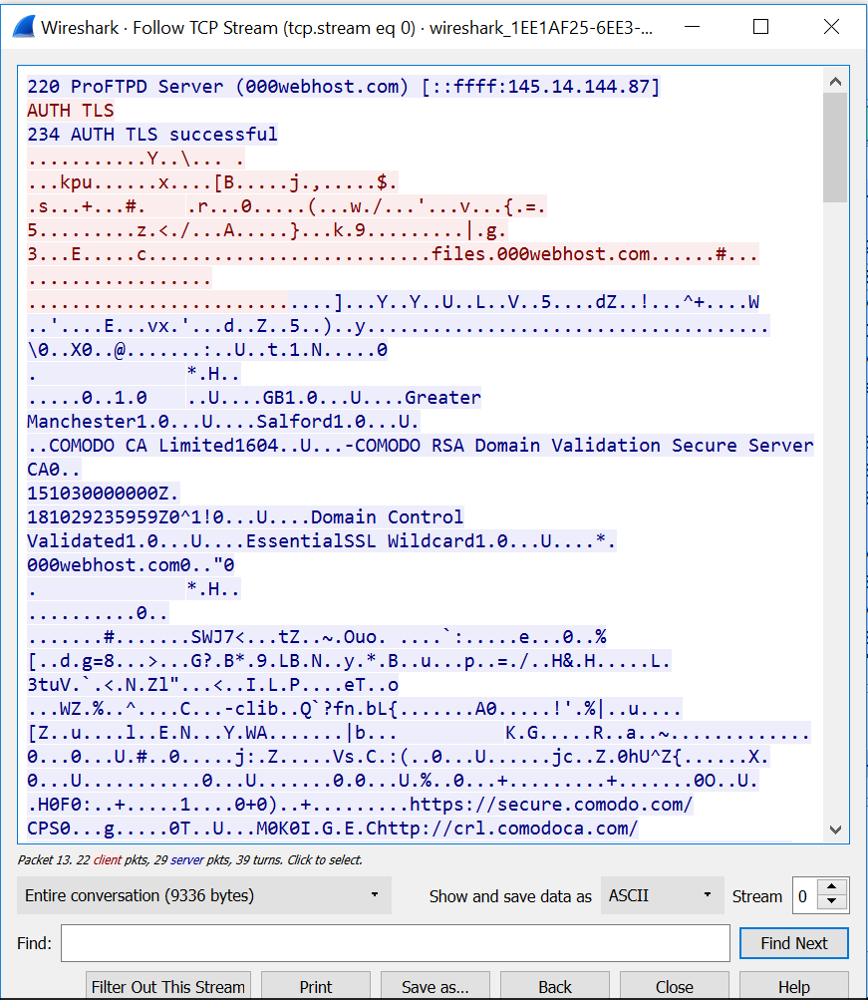 Wireshark · Follow TCP Stream (tcp.stream eq 0) · wireshark_1EE1AF25-6EE3-...
220 ProFTPD Server (000webhost.com) [::ffff:145.14.144.87]
AUTH TLS
234 AUTH TLS successful
...........Y..\... .
...kpu......x....[B.....j.,.....$.
.s...+...#.    .r...0.....(...w./...'...v...{.=.
5.........z.<./...A.....}...k.9.........|.g.
3...E.....c..........................files.000webhost.com......#...
.................
............................]...Y..Y..U..L..V..5....dZ..!...^+....W
..'....E...vx.'...d..Z..5..)..y.....................................
\0..X0..@.......:..U..t.1.N.....0
.              *.H..
.....0..1.0    ..U....GB1.0...U....Greater
Manchester1.0...U....Salford1.0...U.
..COMODO CA Limited1604..U...-COMODO RSA Domain Validation Secure Server
CA0..
151030000000Z.
181029235959Z0^1!0...U....Domain Control
Validated1.0...U....EssentialSSL Wildcard1.0...U....*.
000webhost.com0.."0
.              *.H..
..........0..
.......#.......SWJ7<...tZ..~.Ouo. ....`:.....e...0..%
[..d.g=8...>...G?.B*.9.LB.N..y.*.B..u...p..=./..H&.H.....L.
3tuV.`.<.N.Zl"...<..I.L.P....eT..o
...WZ.%..^....C...-clib..Q`?fn.bL{.......A0.....!'.%|..u....
[Z..u....l..E.N...Y.WA.......|b...          K.G.....R..a..~.............
0...0...U.#..0.....j:.Z.....Vs.C.:(..0...U......jc..Z.0hU^Z{......X.
0...U...........0...U.......0.0...U.%..0...+.........+.......0O..U.
.H0F0:..+.....1....0+0)..+.........https://secure.comodo.com/
CPS0...g.....0T..U...M0K0I.G.E.Chttp://crl.comodoca.com/
Packet 13. 22 client pkts, 29 server pkts, 39 turns. Click to select.
Entire conversation (9336 bytes) Show and save data as ASCII Stream 0
Find: Find Next
Filter Out This Stream Print Save as... Back Close Help